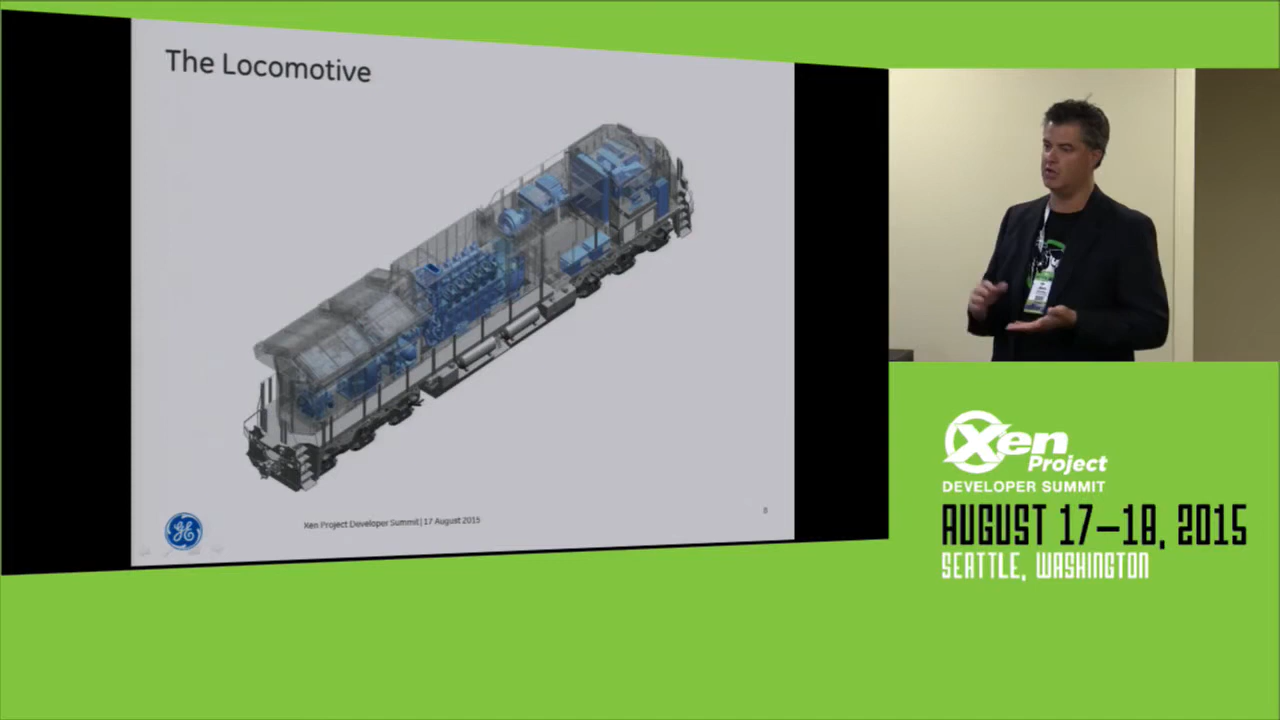 The Locomotive
GE
Xen Project Developer Summit | 17 August 2015
8
Xen
Project
DEVELOPER SUMMIT
AUGUST 17–18, 2015
SEATTLE, WASHINGTON